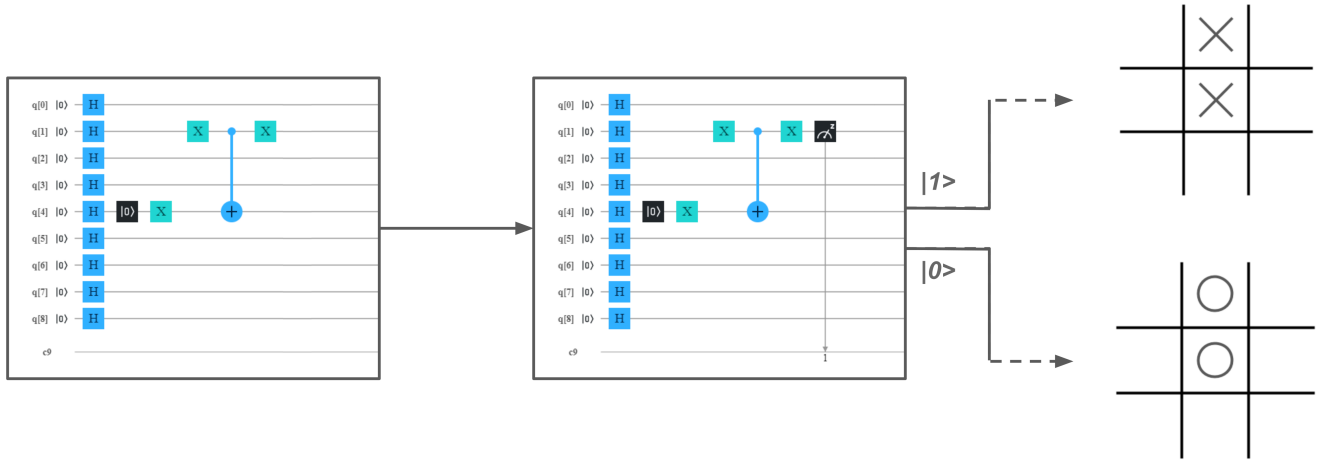 q[0] |0⟩ H
q[1] |0⟩ H X X
q[2] |0⟩ H
q[3] |0⟩ H
q[4] |0⟩ H |0⟩ X +
q[5] |0⟩ H
q[6] |0⟩ H
q[7] |0⟩ H
q[8] |0⟩ H
c9
q[0] |0⟩ H
q[1] |0⟩ H X X z
q[2] |0⟩ H
q[3] |0⟩ H
q[4] |0⟩ H |0⟩ X +
q[5] |0⟩ H
q[6] |0⟩ H
q[7] |0⟩ H
q[8] |0⟩ H
c9
1
|1>
|0>